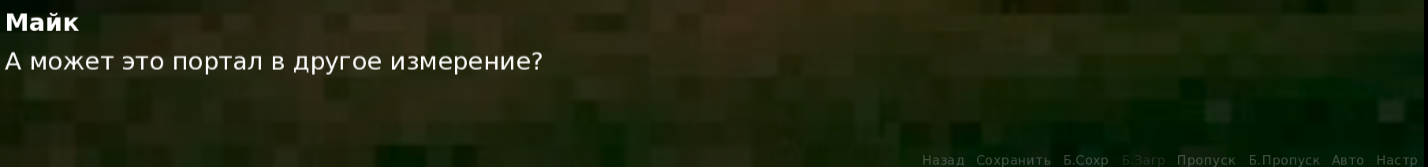 Майк
А может это портал в другое измерение?
Назад Сохранить Б.Сохр Б.Загр Пропуск Б.Пропуск Авто Настр